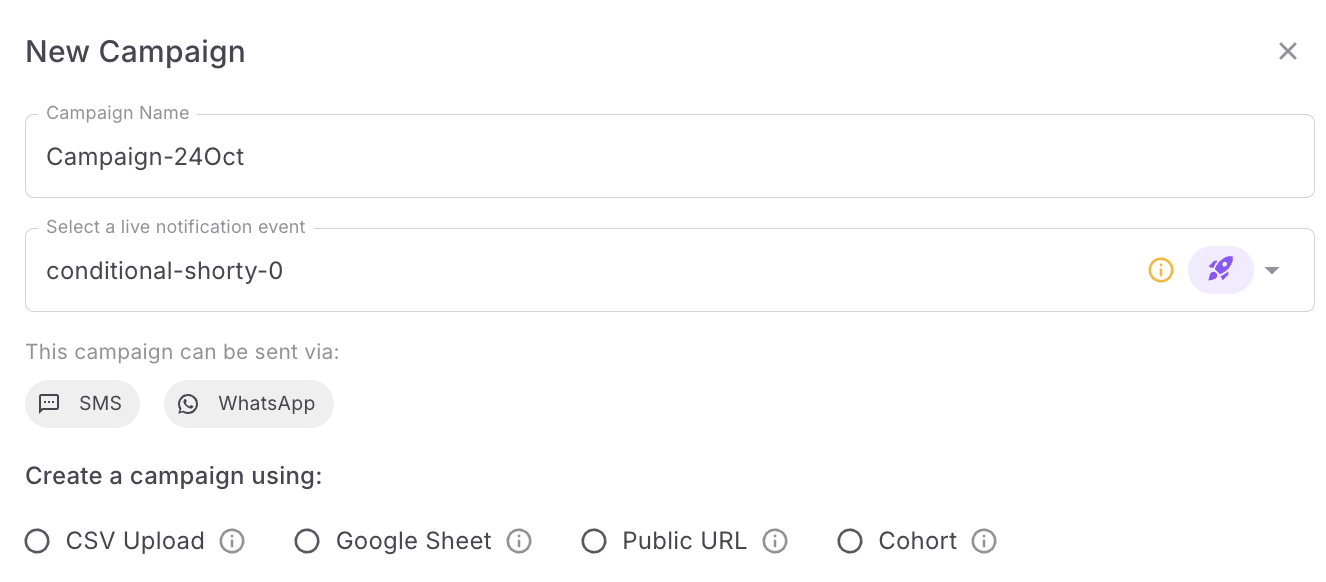 New Campaign
Campaign Name
Campaign-24Oct
Select a live notification event
conditional-shorty-0
This campaign can be sent via:
SMS WhatsApp
Create a campaign using:
CSV Upload Google Sheet Public URL Cohort